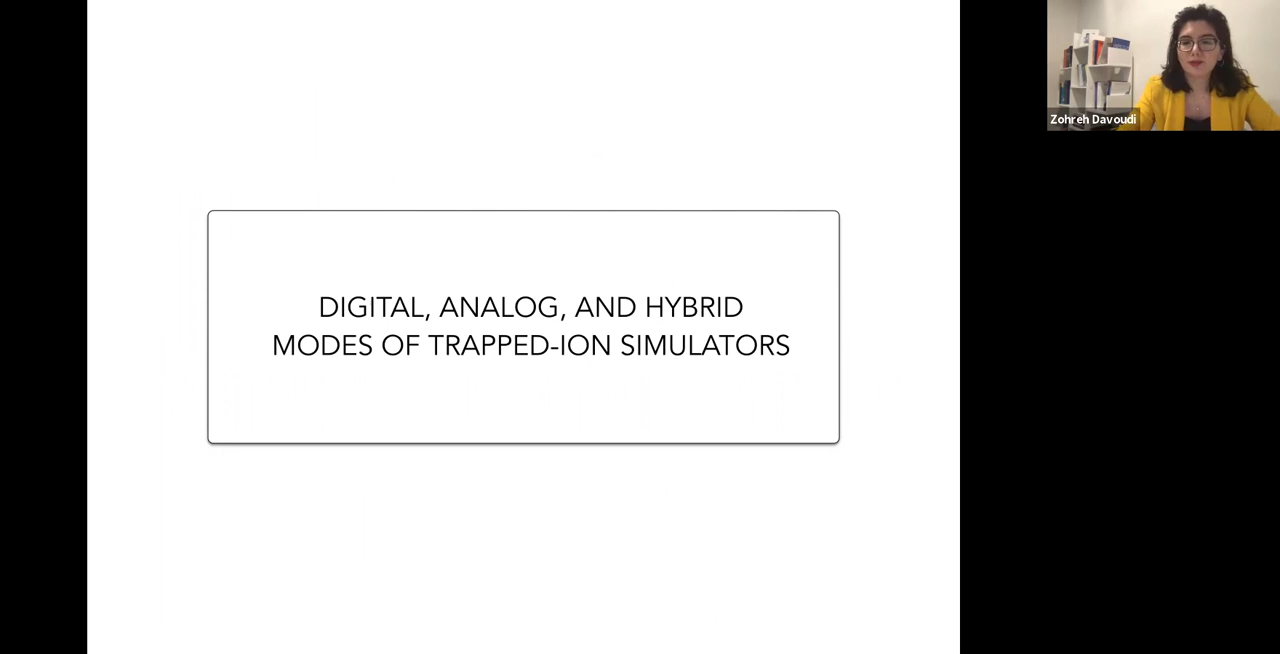 DIGITAL, ANALOG, AND HYBRID
MODES OF TRAPPED-ION SIMULATORS
Zohreh Davoudi